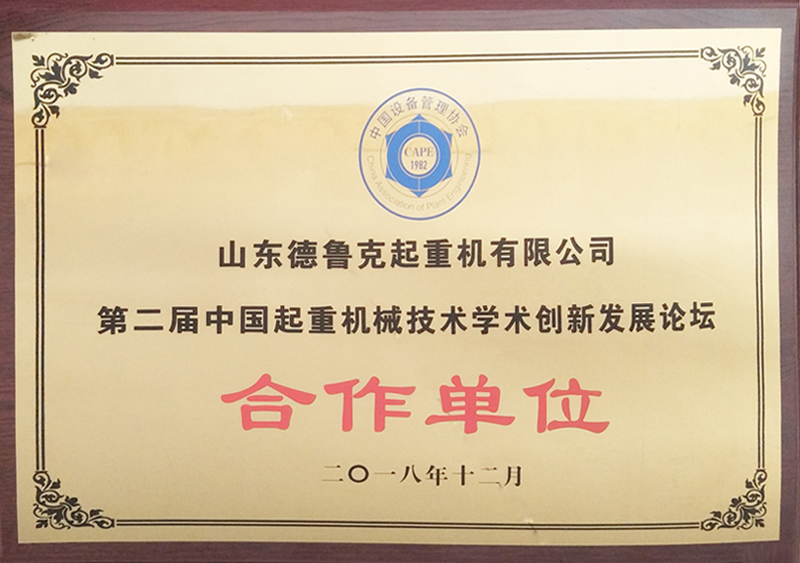 中国设备管理协会
CAPE
1982
China Association of Plant Engineering
山东德鲁克起重机有限公司
第二届中国起重机械技术学术创新发展论坛
合作单位
二〇一八年十二月